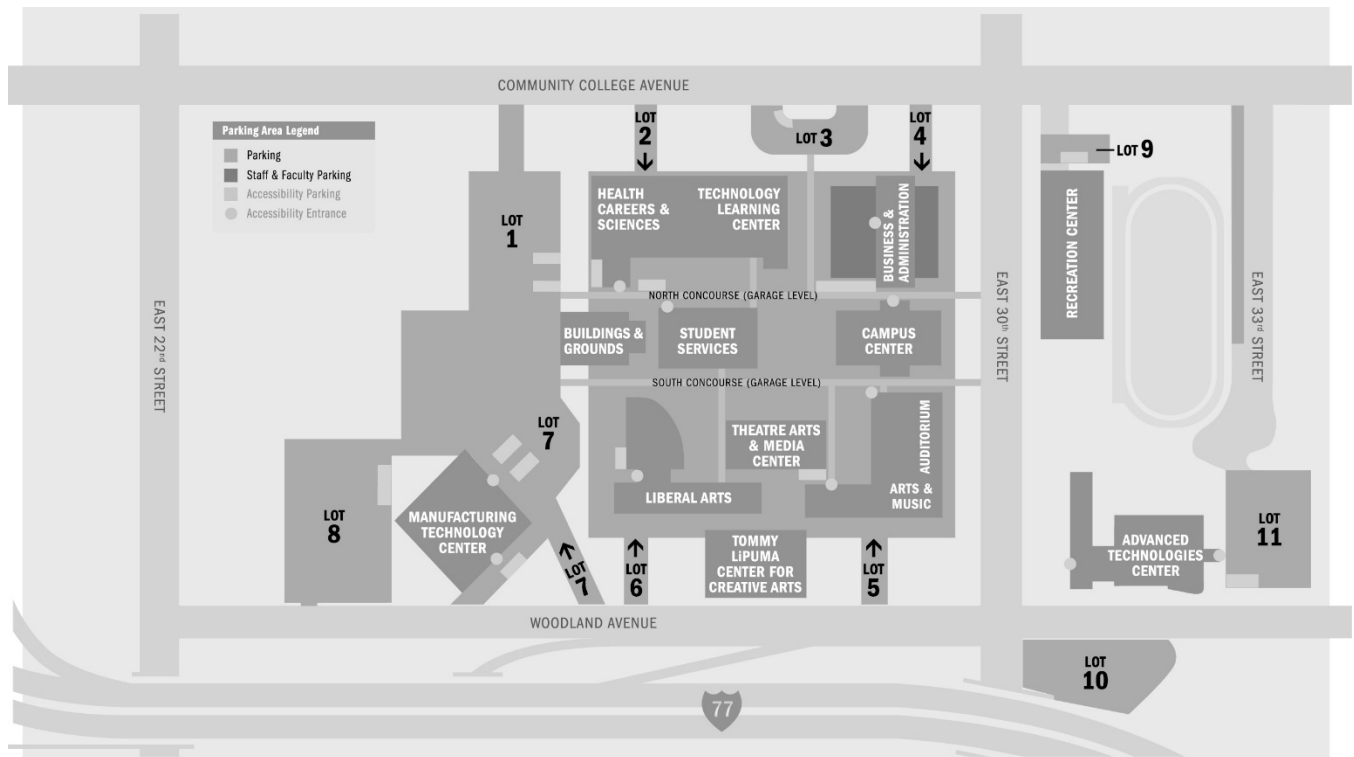 COMMUNITY COLLEGE AVENUE
Parking Area Legend
Parking
Staff & Faculty Parking
Accessibility Parking
Accessibility Entrance
LOT
2
LOT 3
LOT
4
LOT 9
HEALTH
CAREERS &
SCIENCES
TECHNOLOGY
LEARNING
CENTER
BUSINESS &
ADMINISTRATION
LOT
1
RECREATION CENTER
EAST 22nd STREET
EAST 30th STREET
EAST 33rd STREET
NORTH CONCOURSE (GARAGE LEVEL)
BUILDINGS &
GROUNDS
STUDENT
SERVICES
CAMPUS
CENTER
SOUTH CONCOURSE (GARAGE LEVEL)
LOT
7
THEATRE ARTS
& MEDIA
CENTER
AUDITORIUM
ARTS &
MUSIC
LIBERAL ARTS
LOT
8
MANUFACTURING
TECHNOLOGY
CENTER
LOT
11
ADVANCED
TECHNOLOGIES
CENTER
TOMMY
LiPUMA
CENTER FOR
CREATIVE ARTS
LOT
7
LOT
6
LOT
5
WOODLAND AVENUE
LOT
10
77